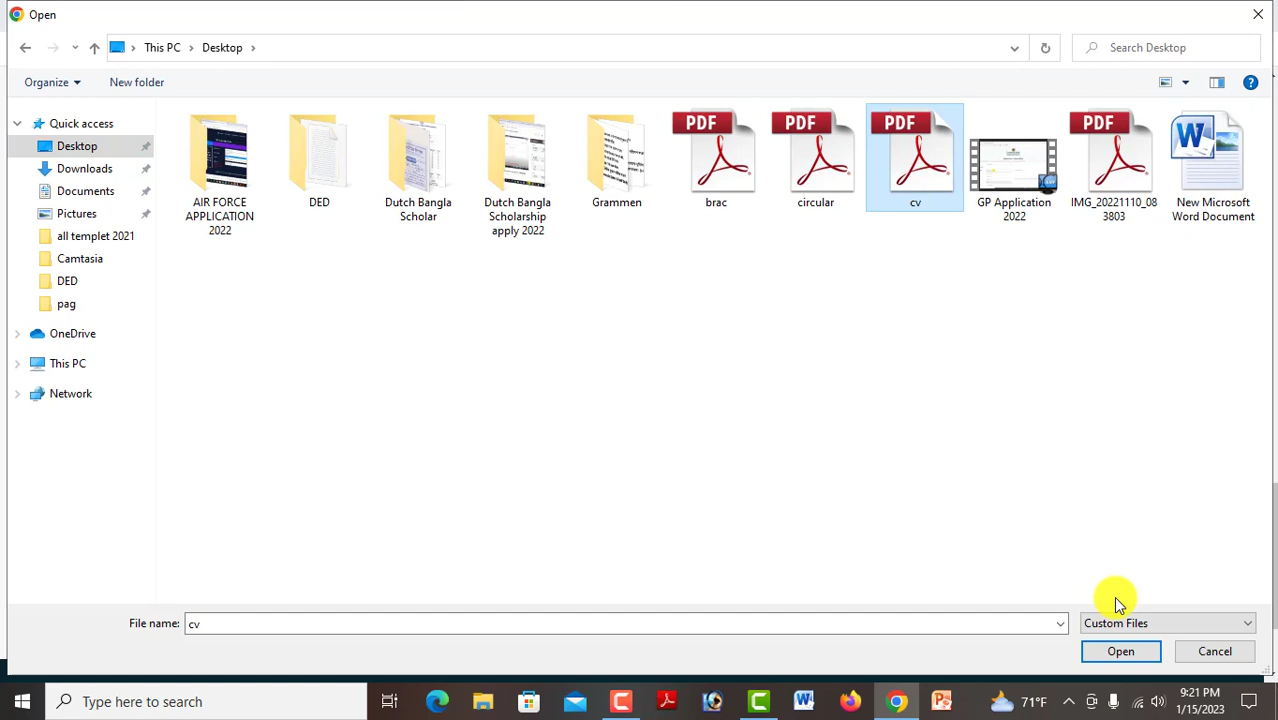 Open
This PC
Desktop
Search Desktop
Organize
New folder
Quick access
Desktop
Downloads
Documents
Pictures
all templet 2021
Camtasia
DED
pag
OneDrive
This PC
Network
AIR FORCE
APPLICATION
2022
DED
Dutch Bangla
Scholar
Dutch Bangla
Scholarship
apply 2022
Grammen
PDF
brac
PDF
circular
PDF
cv
GP Application
2022
PDF
IMG_20221110_08
3803
W
New Microsoft
Word Document
File name:
cv
Custom Files
Open
Cancel
Type here to search
71°F
9:21 PM
1/15/2023